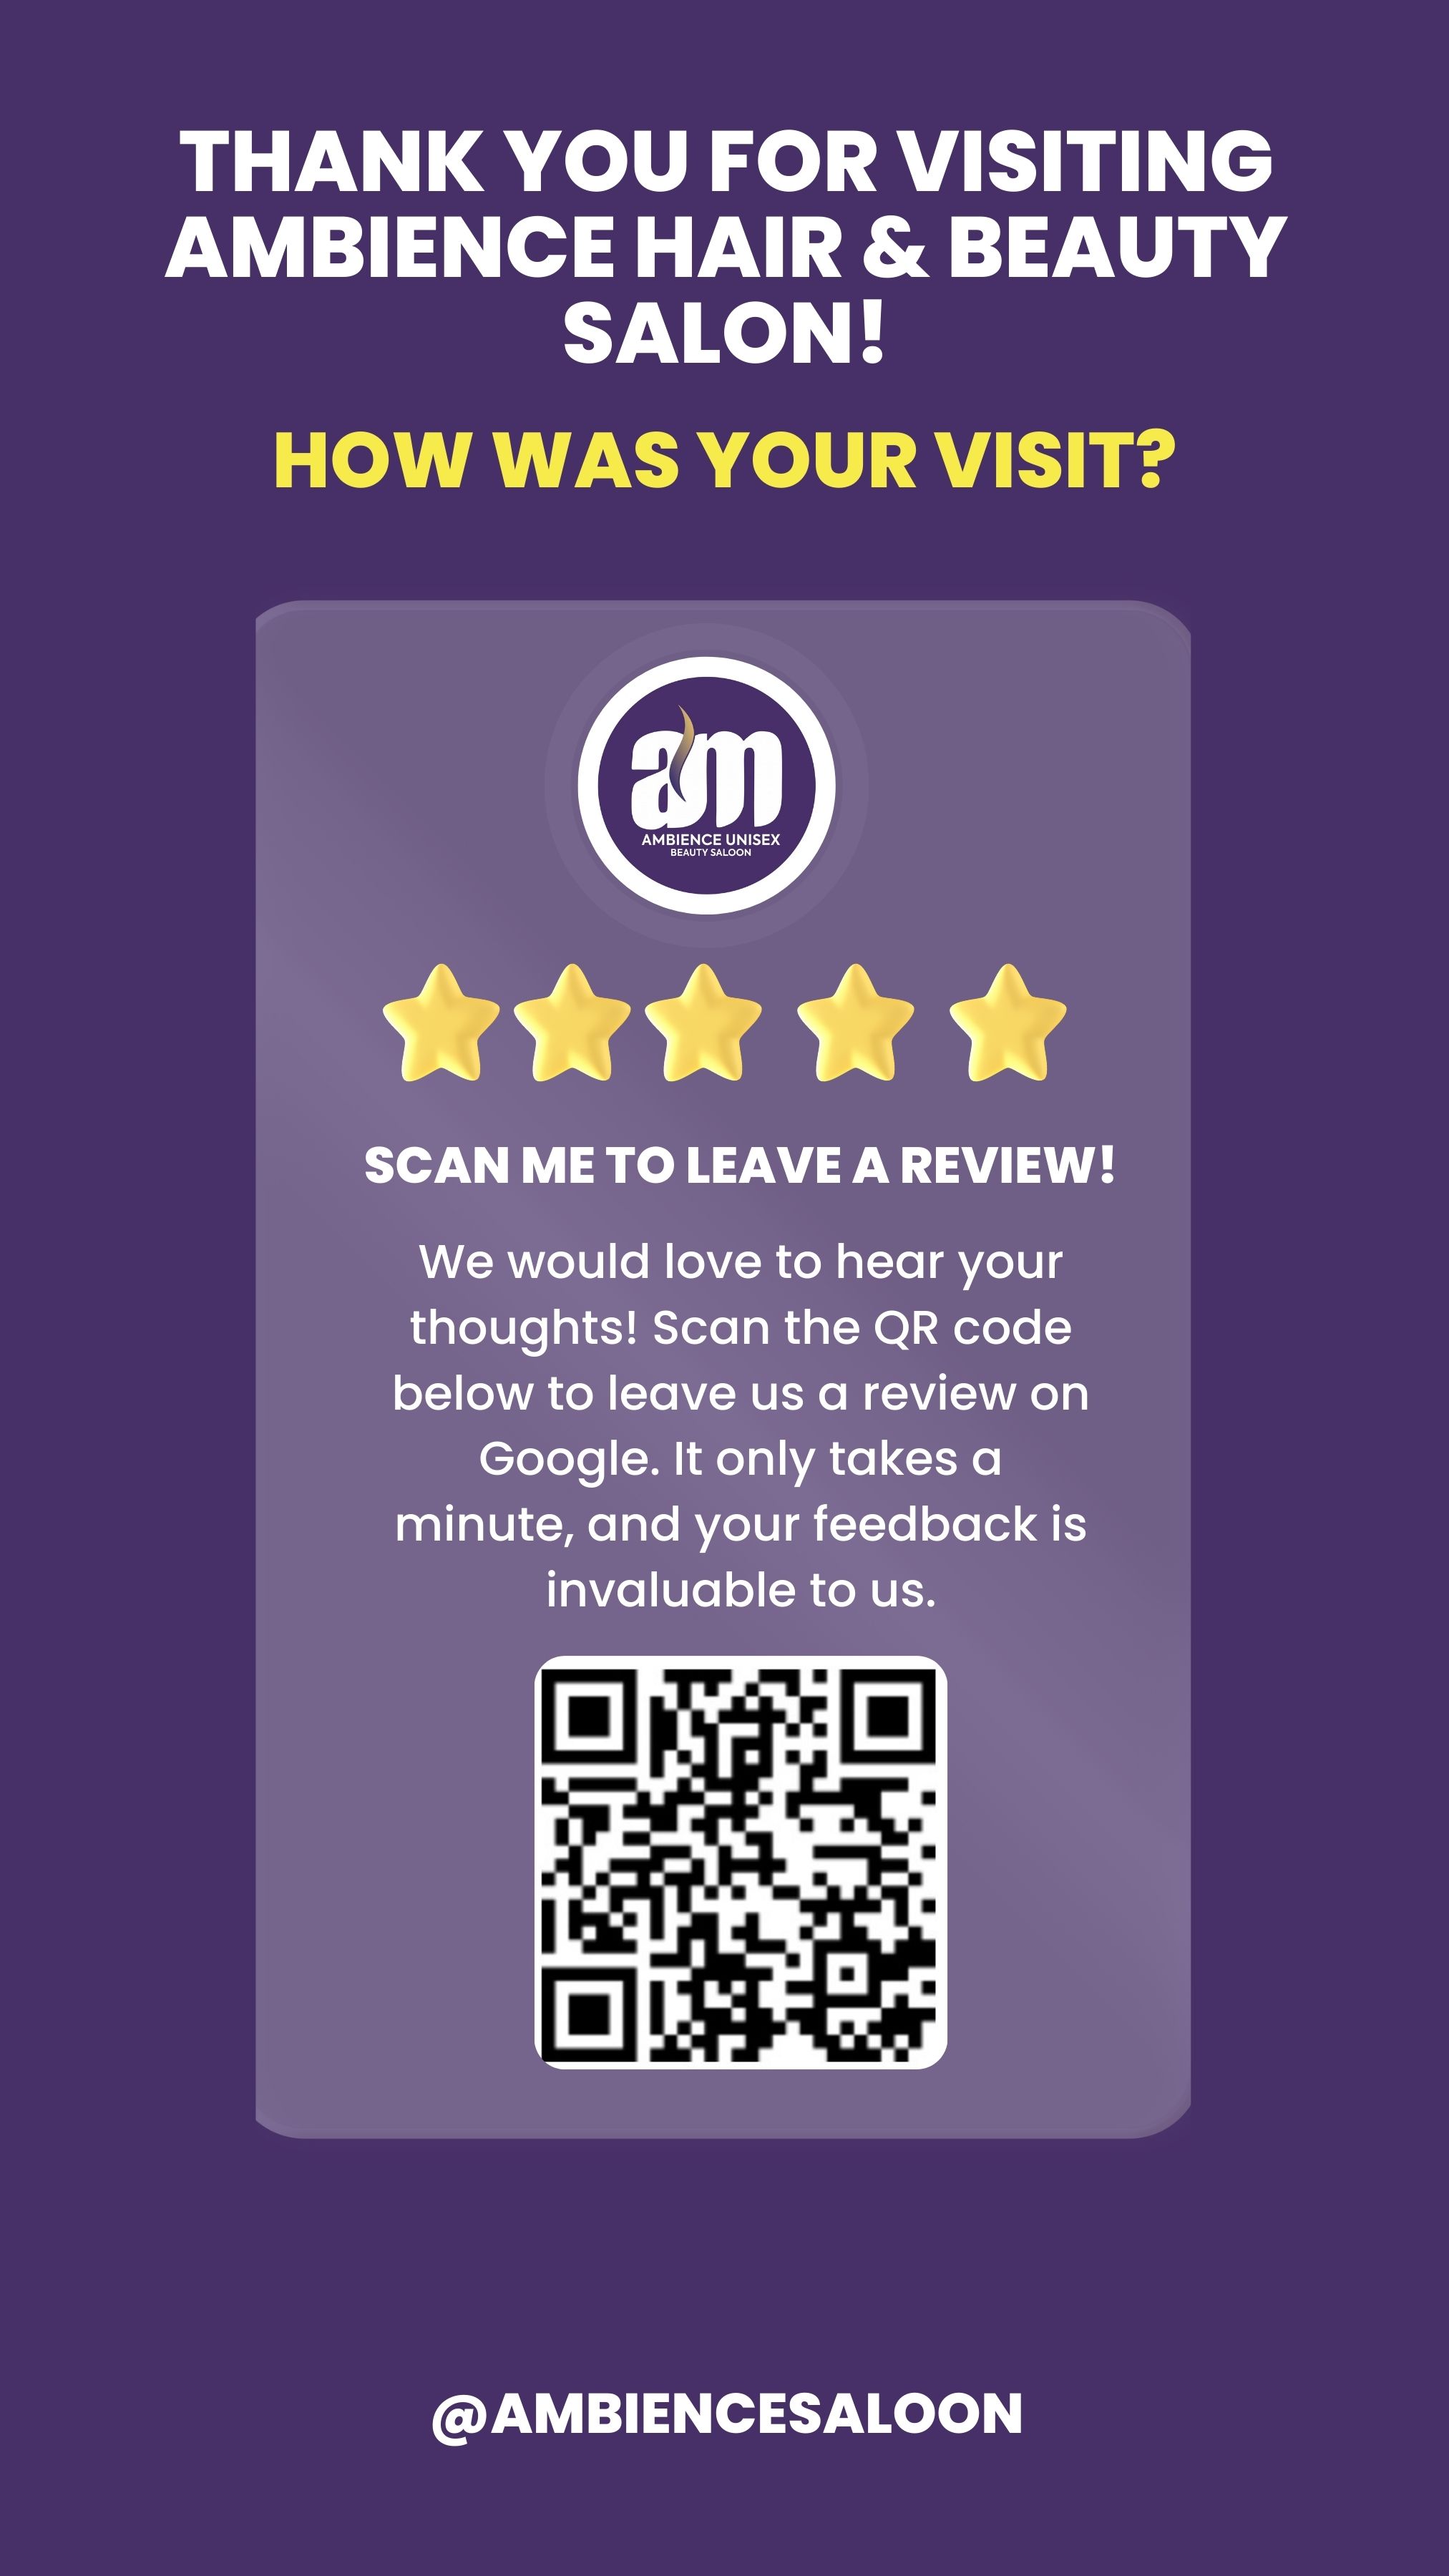 THANK YOU FOR VISITING
AMBIENCE HAIR & BEAUTY
SALON!
HOW WAS YOUR VISIT?
am
AMBIENCE UNISEX
BEAUTY SALOON
SCAN ME TO LEAVE A REVIEW!
We would love to hear your
thoughts! Scan the QR code
below to leave us a review on
Google. It only takes a
minute, and your feedback is
invaluable to us.
@AMBIENCESALOON